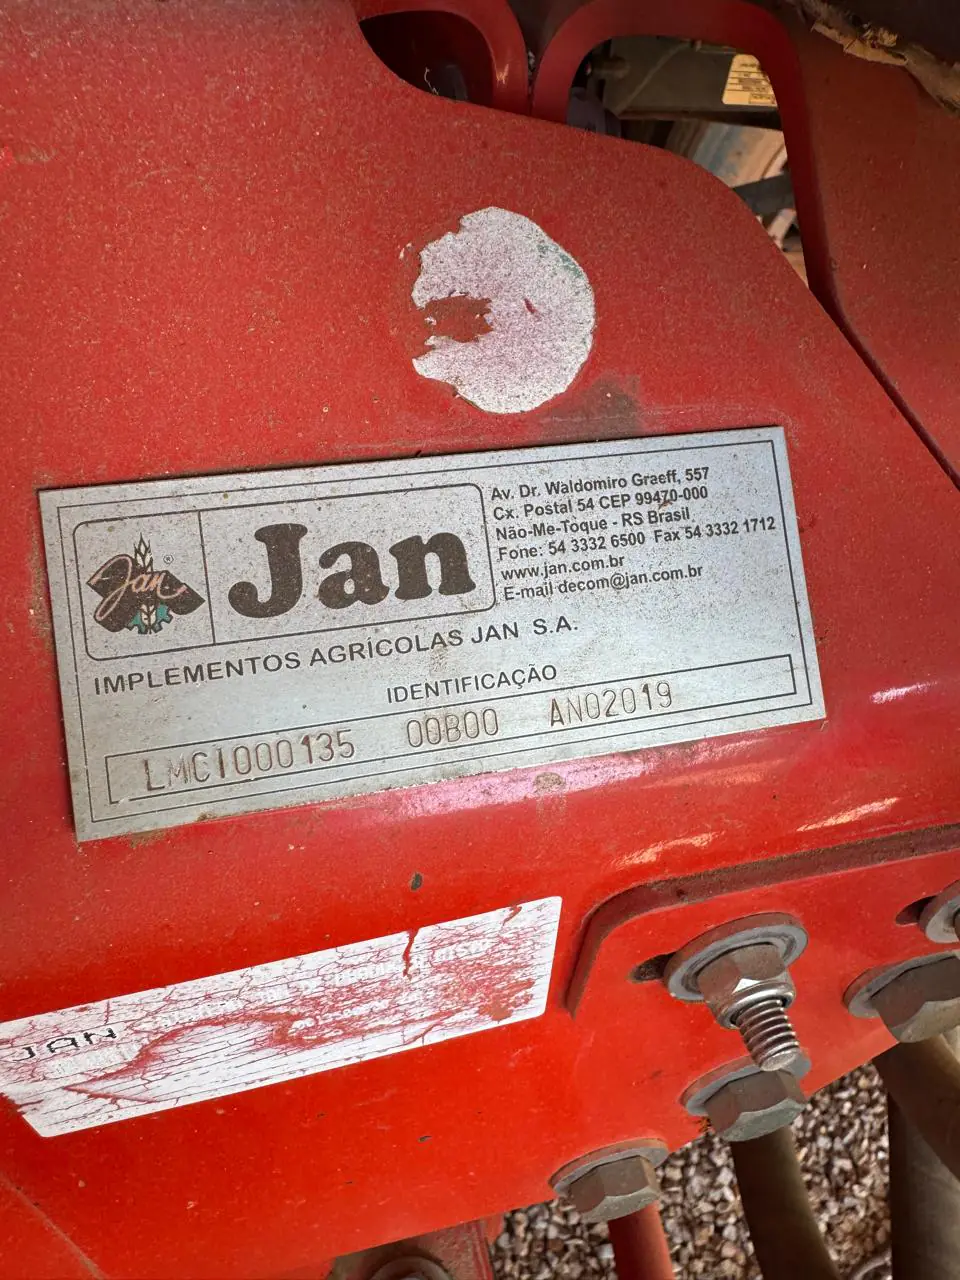 Jan
Jan
Av. Dr. Waldomiro Graeff, 557
Cx. Postal 54 CEP 99470-000
Não-Me-Toque - RS Brasil
Fone: 54 3332 6500 Fax 54 3332 1712
www.jan.com.br
E-mail decom@jan.com.br
IMPLEMENTOS AGRÍCOLAS JAN S.A.
IDENTIFICAÇÃO
LMC1000135 00B00 ANO2019
JAN